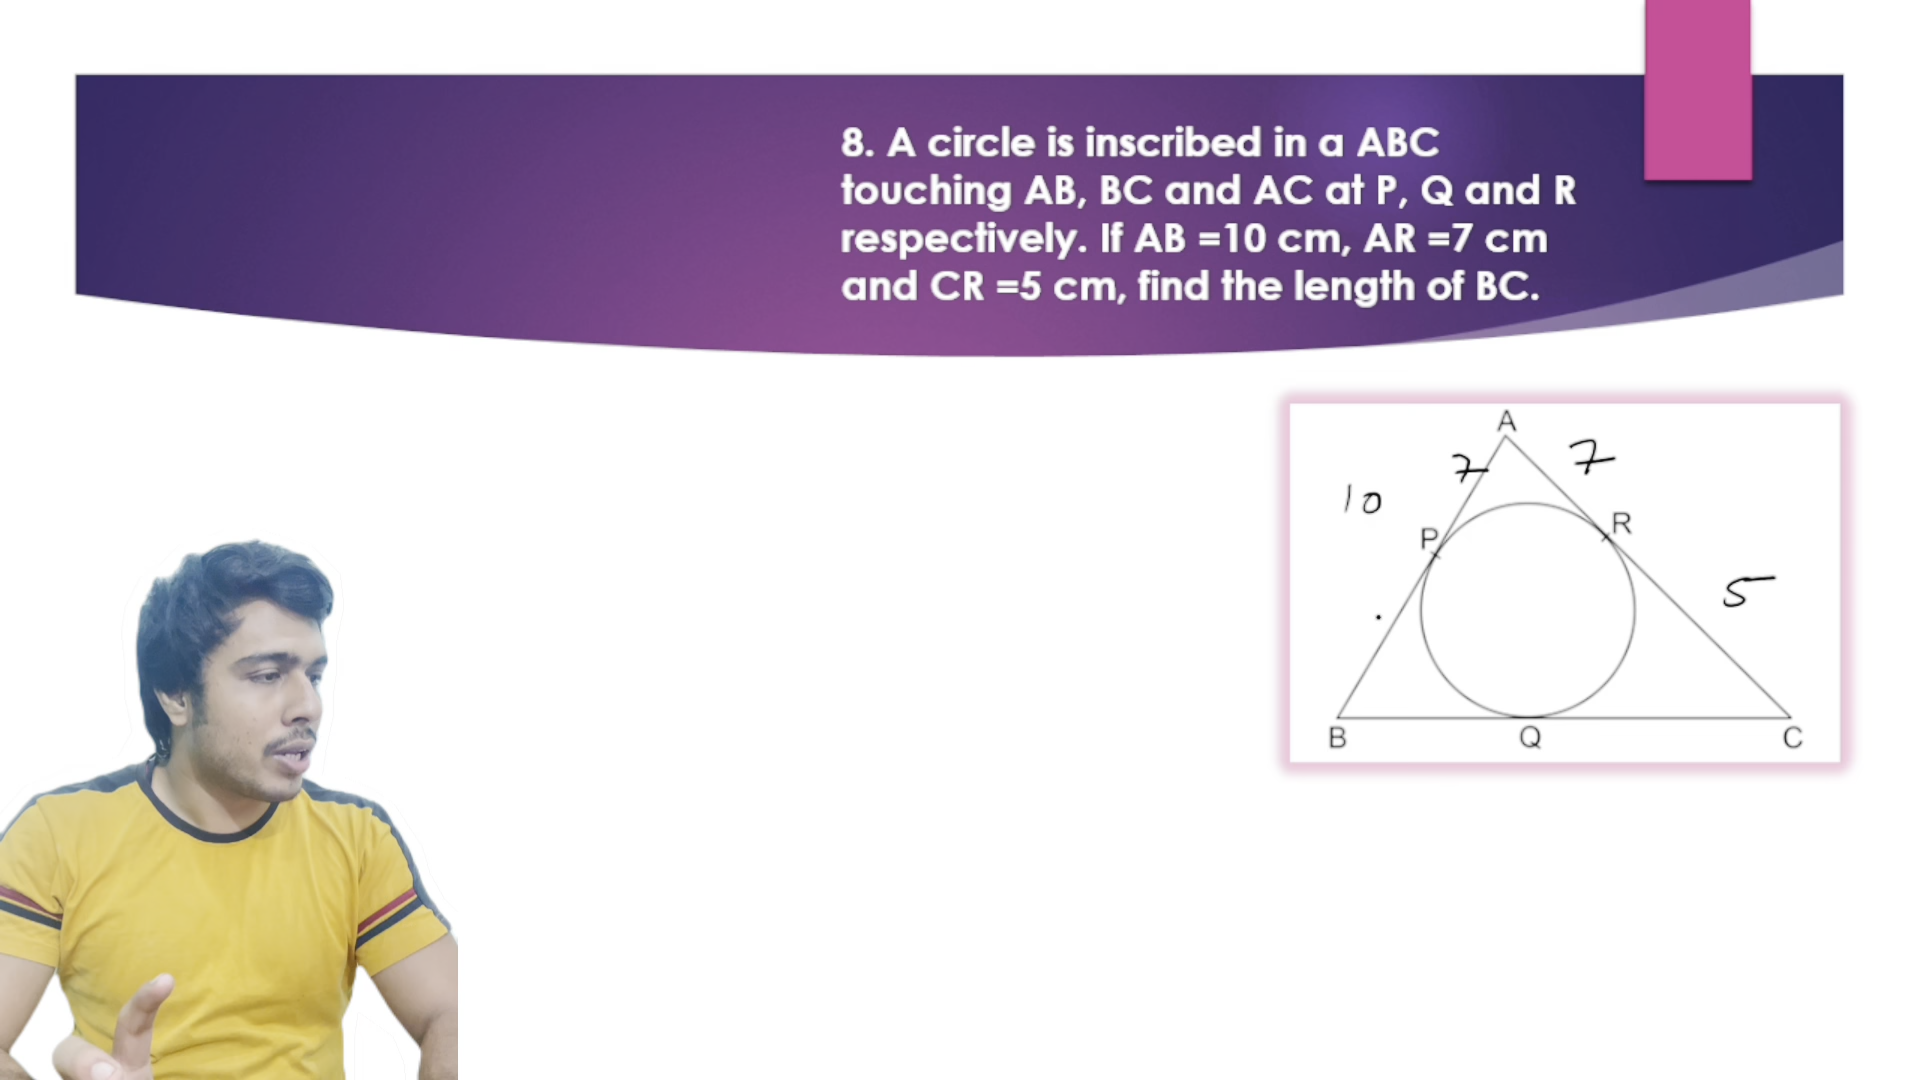 8. A circle is inscribed in a ABC
touching AB, BC and AC at P, Q and R
respectively. If AB =10 cm, AR =7 cm
and CR =5 cm, find the length of BC.
A
7
7
10
P
R
5
B
Q
C